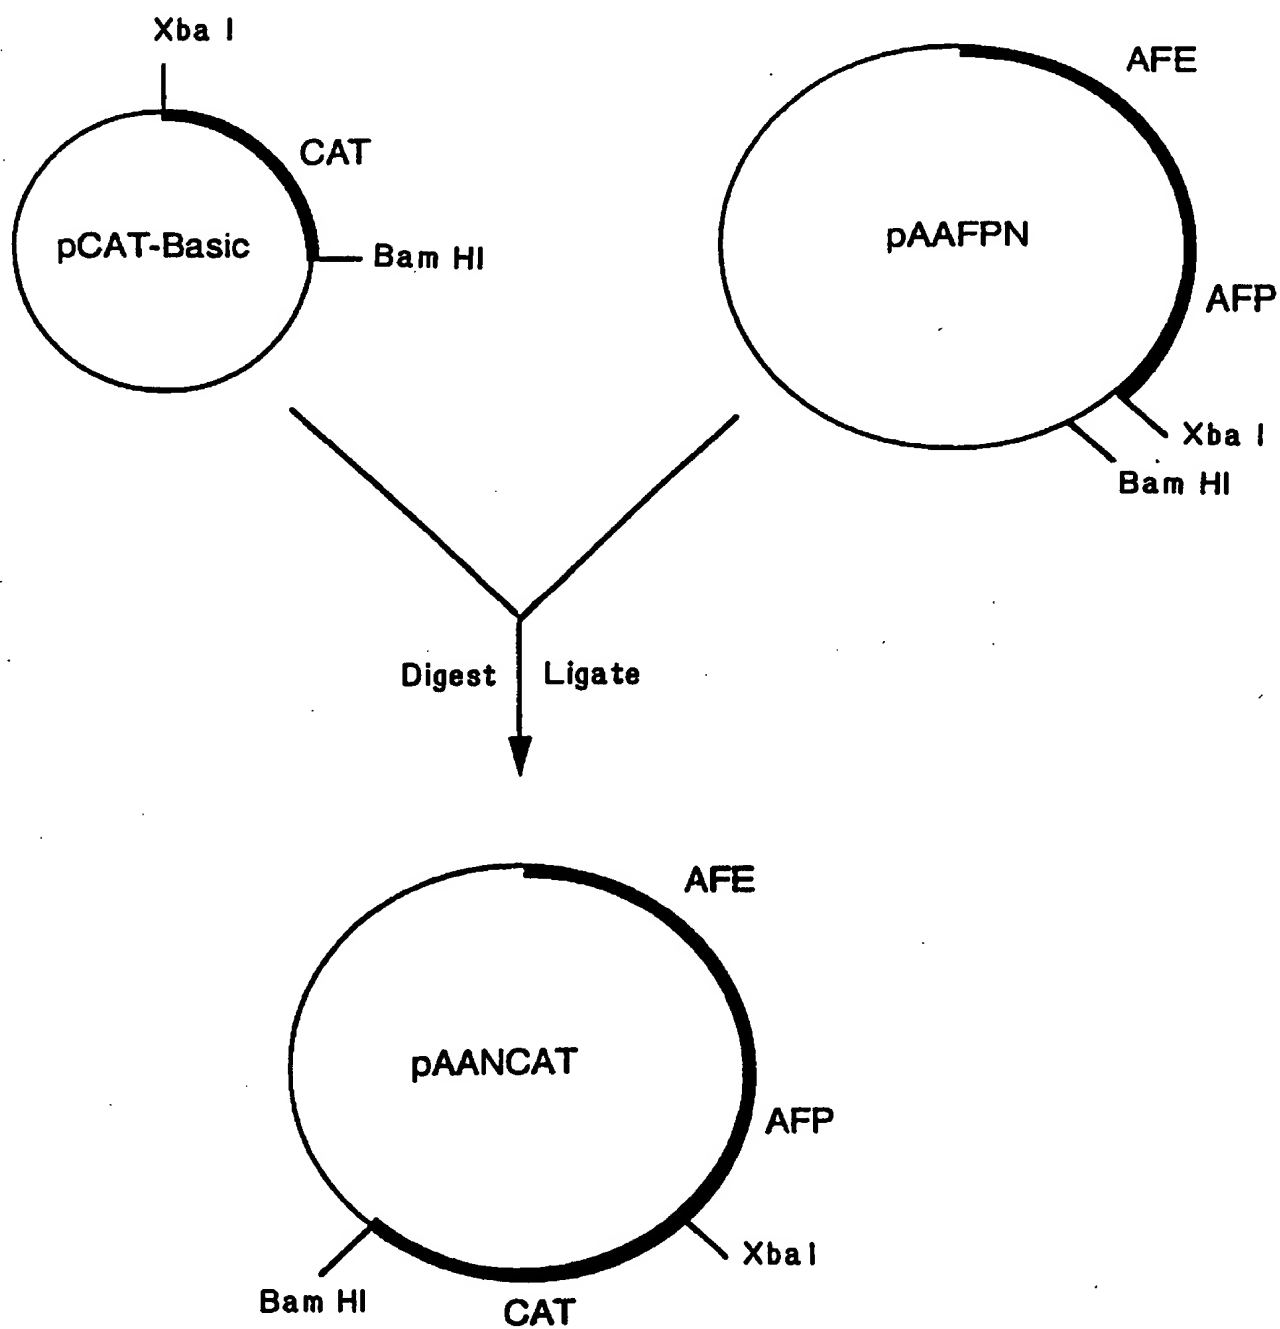 Xba I
AFE
CAT
pCAT-Basic
Bam HI
pAAFPN
AFP
Xba I
Bam HI
Digest
Ligate
AFE
pAANCAT
AFP
Xba I
Bam HI
CAT